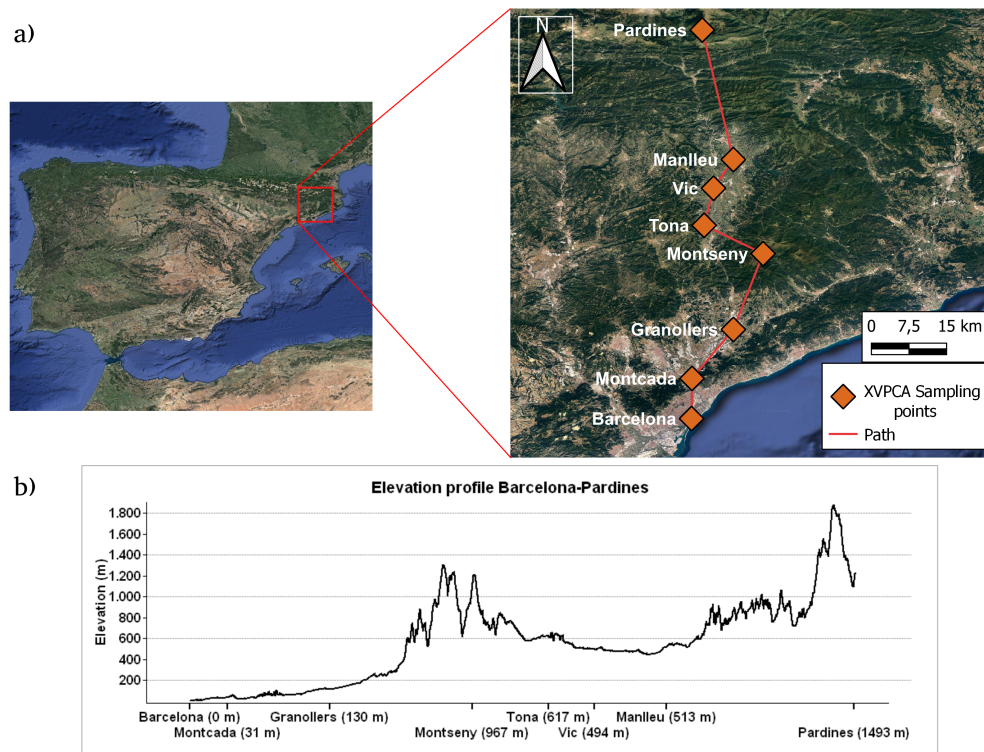 a)
N
Pardines
Manlleu
Vic
Tona
Montseny
Granollers
Montcada
Barcelona
0 7,5 15 km
XVPCA Sampling
points
Path
b)
Elevation profile Barcelona-Pardines
Elevation (m)
1.800
1.600
1.400
1.200
1.000
800
600
400
200
Barcelona (0 m)
Granollers (130 m)
Tona (617 m)
Manlleu (513 m)
Montcada (31 m)
Montseny (967 m)
Vic (494 m)
Pardines (1493 m)